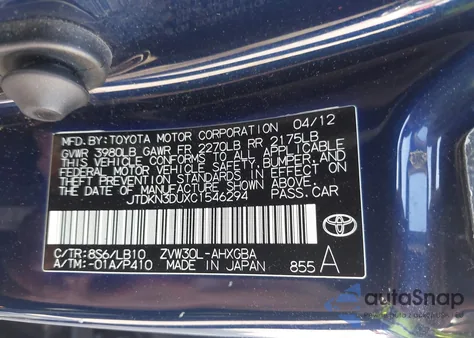 MFD.BY:TOYOTA MOTOR CORPORATION 04/12
GVWR 3980LB GAWR FR 2270LB RR 2175LB
THIS VEHICLE CONFORMS TO ALL APPLICABLE
FEDERAL MOTOR VEHICLE SAFETY, BUMPER, AND
THEFT PREVENTION STANDARDS IN EFFECT ON
THE DATE OF MANUFACTURE SHOWN ABOVE.
JTDKN3DUXC1546294 PASS.CAR
C/TR:8S6/LB10 ZVW30L-AHXGBA
A/TM:-01A/P410 MADE IN JAPAN 855 A
autoSnap